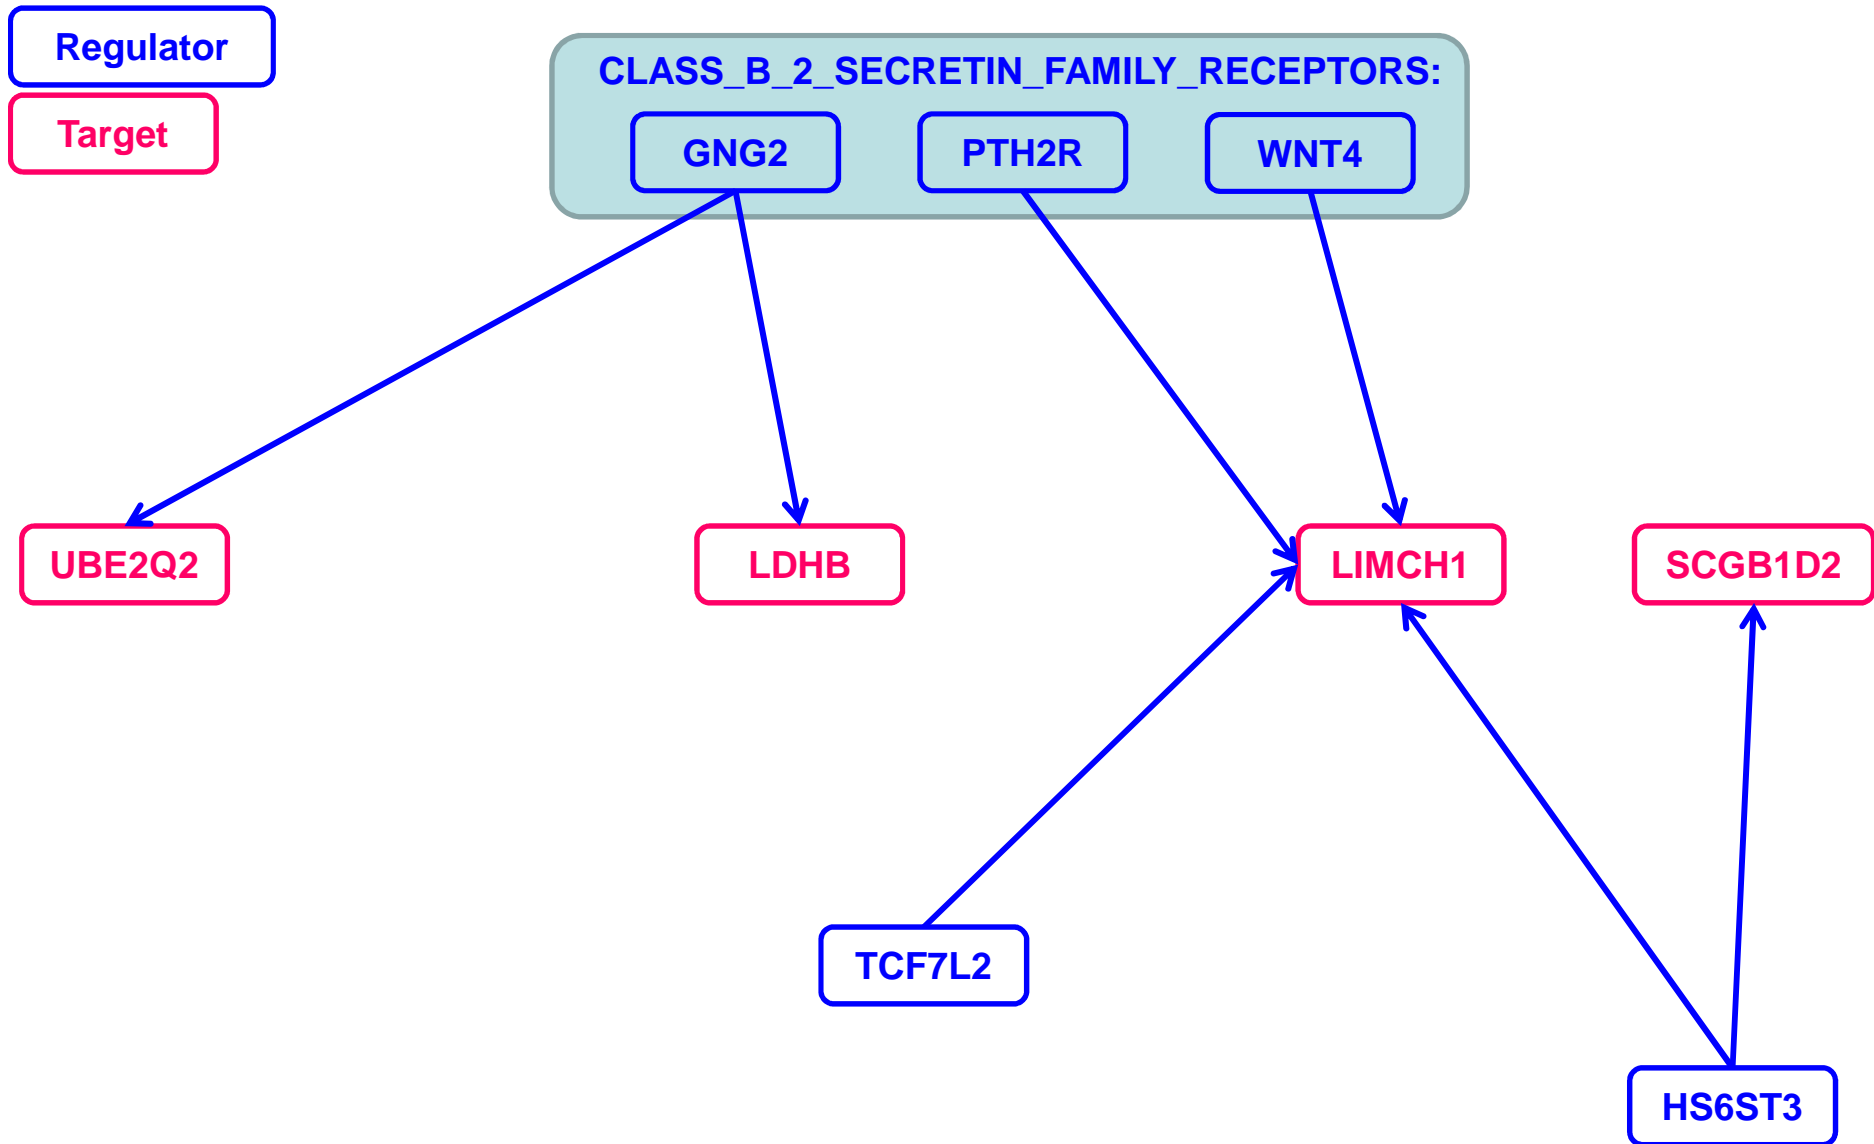 Regulator
Target
CLASS_B_2_SECRETIN_FAMILY_RECEPTORS:
GNG2
PTH2R
WNT4
UBE2Q2
LDHB
LIMCH1
SCGB1D2
TCF7L2
HS6ST3